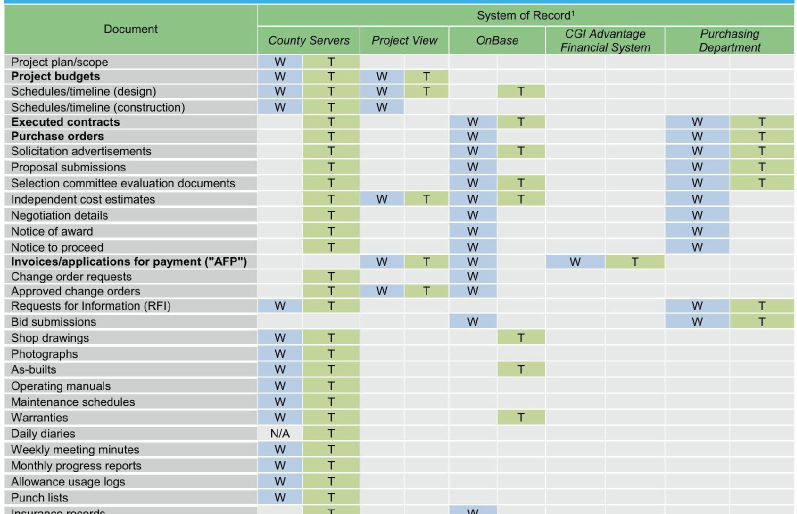 Document
System of Record¹
County Servers Project View OnBase CGI Advantage Financial System Purchasing Department
Project plan/scope W T
Project budgets W T W T
Schedules/timeline (design) W T W T T
Schedules/timeline (construction) W T W
Executed contracts T W T W T
Purchase orders T W W T
Solicitation advertisements T W T W T
Proposal submissions T W W T
Selection committee evaluation documents T W T W T
Independent cost estimates T W T W T W
Negotiation details T W W
Notice of award T W W
Notice to proceed T W W
Invoices/applications for payment ("AFP") W T W W T
Change order requests T W
Approved change orders T W T W
Requests for Information (RFI) W T W T
Bid submissions W W T
Shop drawings W T T
Photographs W T
As-builts W T T
Operating manuals W T
Maintenance schedules W T
Warranties W T T
Daily diaries N/A T
Weekly meeting minutes W T
Monthly progress reports W T
Allowance usage logs W T
Punch lists W T
Insurance records T W